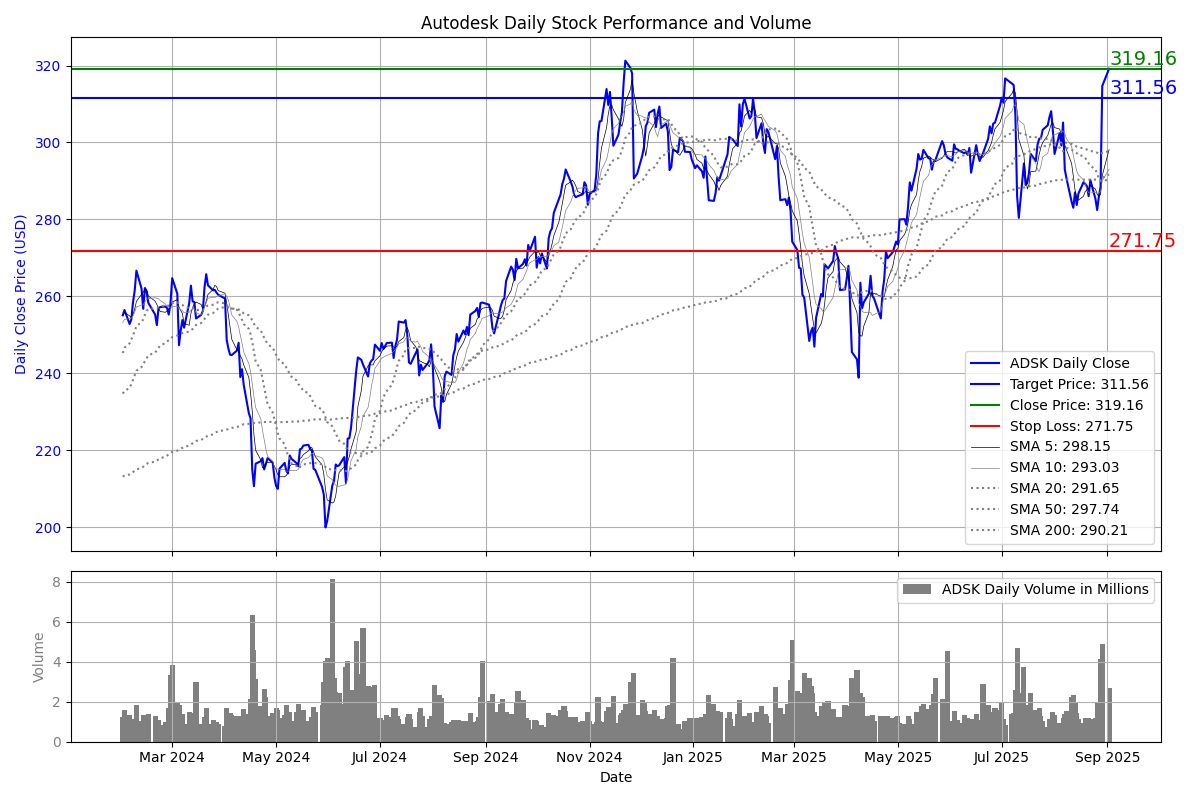 Autodesk Daily Stock Performance and Volume
Daily Close Price (USD)
320
300
280
260
240
220
200
319.16
311.56
271.75
ADSK Daily Close
Target Price: 311.56
Close Price: 319.16
Stop Loss: 271.75
SMA 5: 298.15
SMA 10: 293.03
SMA 20: 291.65
SMA 50: 297.74
SMA 200: 290.21
Volume
8
6
4
2
0
ADSK Daily Volume in Millions
Mar 2024 May 2024 Jul 2024 Sep 2024 Nov 2024 Jan 2025 Mar 2025 May 2025 Jul 2025 Sep 2025
Date